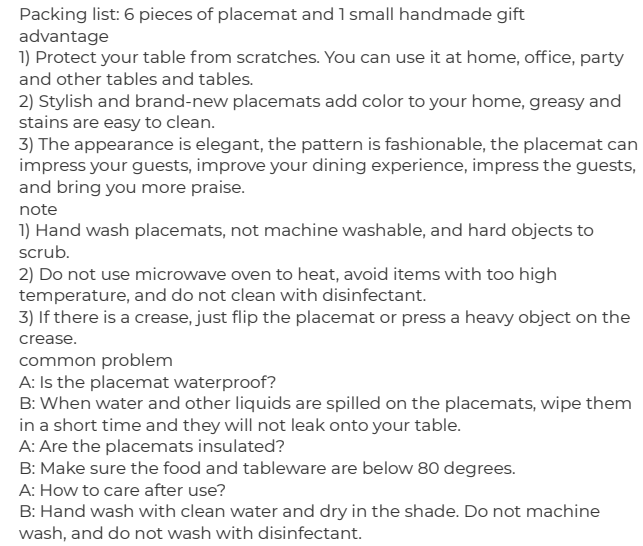 Packing list: 6 pieces of placemat and 1 small handmade gift
advantage
1) Protect your table from scratches. You can use it at home, office, party
and other tables and tables.
2) Stylish and brand-new placemats add color to your home, greasy and
stains are easy to clean.
3) The appearance is elegant, the pattern is fashionable, the placemat can
impress your guests, improve your dining experience, impress the guests,
and bring you more praise.
note
1) Hand wash placemats, not machine washable, and hard objects to
scrub.
2) Do not use microwave oven to heat, avoid items with too high
temperature, and do not clean with disinfectant.
3) If there is a crease, just flip the placemat or press a heavy object on the
crease.
common problem
A: Is the placemat waterproof?
B: When water and other liquids are spilled on the placemats, wipe them
in a short time and they will not leak onto your table.
A: Are the placemats insulated?
B: Make sure the food and tableware are below 80 degrees.
A: How to care after use?
B: Hand wash with clean water and dry in the shade. Do not machine
wash, and do not wash with disinfectant.